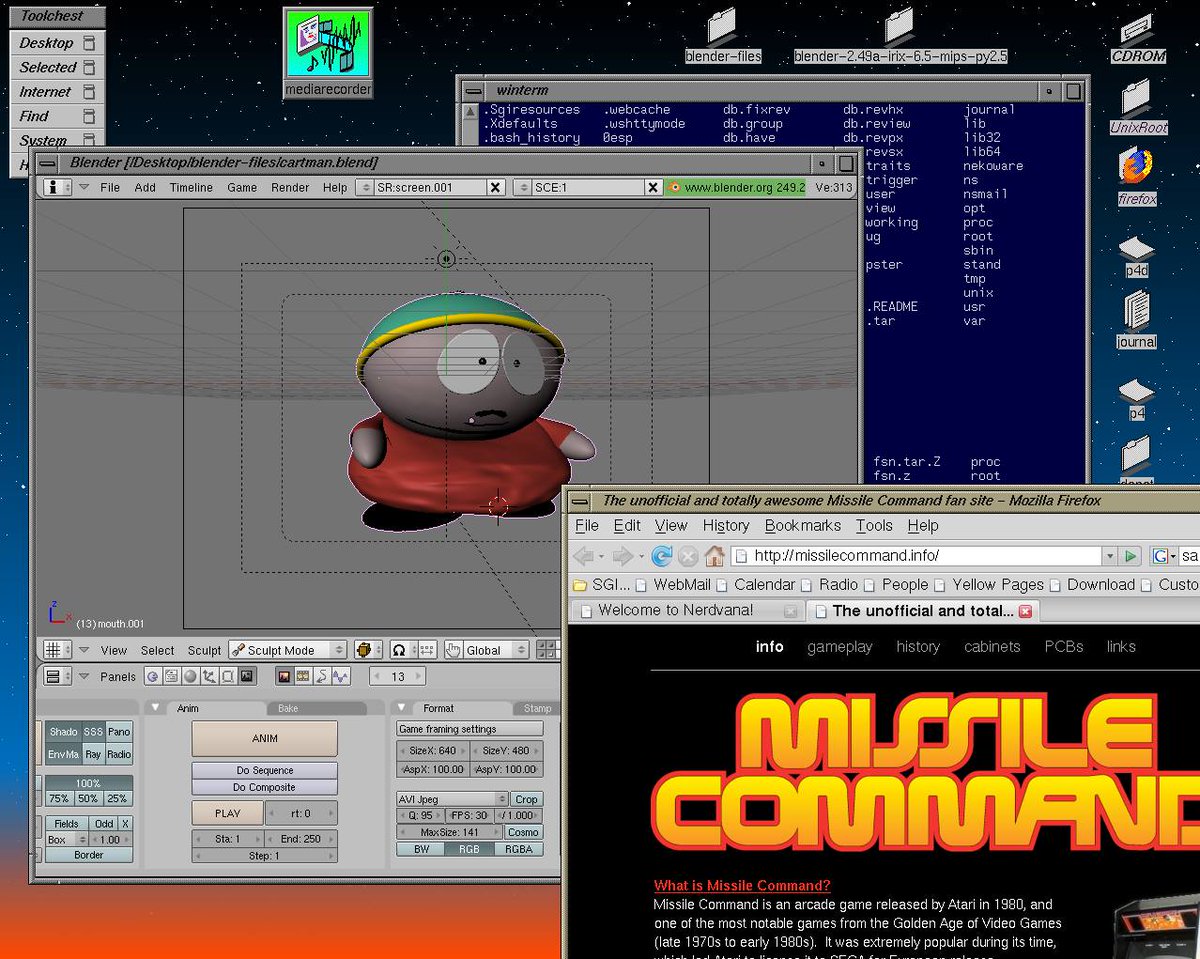 Toolchest
Desktop
Selected
Internet
Find
System
mediarecorder
blender-files
blender-2.49a-irix-6.5-mips-py2.5
CDROM
UnixRoot
firefox
p4d
journal
p4
winterm
.Sgiresources .webcache db.fixrev db.revhx journal
.Xdefaults .wshttymode db.group db.review lib
.bash_history 0esp db.have db.revpx lib32
revsx lib64
traits nekoware
trigger ns
user nsmail
view opt
working proc
ug root
sbin
pster stand
tmp
unix
.README usr
.tar var
fsn.tar.Z proc
fsn.z root
Blender [/Desktop/blender-files/cartman.blend]
File Add Timeline Game Render Help SR:screen.001 X SCE:1 X www.blender.org 249.2 Ve:313
z
x
(13) mouth.001
View Select Sculpt Sculpt Mode Global
Panels 13
Anim Bake Format Stamp
Shado SSS Pano
EnvMa Ray Radio
100%
75% 50% 25%
Fields Odd X
Box 1.00
Border
ANIM
Do Sequence
Do Composite
PLAY rt: 0
Sta: 1 End: 250
Step: 1
Game framing settings
SizeX: 640 SizeY: 480
AspX: 100.00 AspY: 100.00
AVI Jpeg Crop
Q: 95 FPS: 30 / 1.000
MaxSize: 141 Cosmo
BW RGB RGBA
The unofficial and totally awesome Missile Command fan site - Mozilla Firefox
File Edit View History Bookmarks Tools Help
http://missilecommand.info/ G sa
SGI... WebMail Calendar Radio People Yellow Pages Download Custo
Welcome to Nerdvana! The unofficial and total...
info gameplay history cabinets PCBs links
MISSILE
COMMAND
What is Missile Command?
Missile Command is an arcade game released by Atari in 1980, and
one of the most notable games from the Golden Age of Video Games
(late 1970s to early 1980s). It was extremely popular during its time,
which led Atari to license it to SEGA for European release.